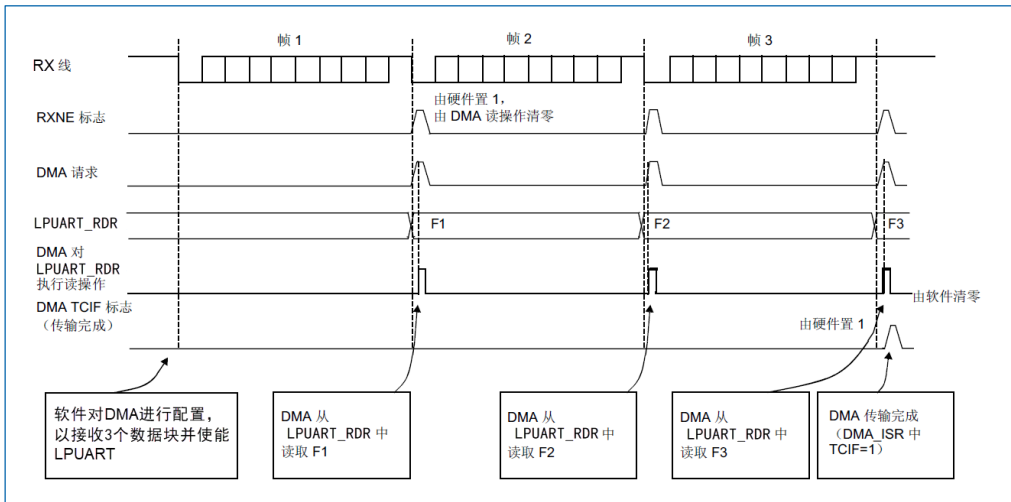 帧 1
帧 2
帧 3
RX 线
由硬件置 1，
由 DMA 读操作清零
RXNE 标志
DMA 请求
LPUART_RDR
F1
F2
F3
DMA 对
LPUART_RDR
执行读操作
由软件清零
DMA TCIF 标志
（传输完成）
由硬件置 1
软件对DMA进行配置，
以接收3个数据块并使能
LPUART
DMA 从
LPUART_RDR 中
读取 F1
DMA 从
LPUART_RDR 中
读取 F2
DMA 从
LPUART_RDR 中
读取 F3
DMA 传输完成
（DMA_ISR 中
TCIF=1）